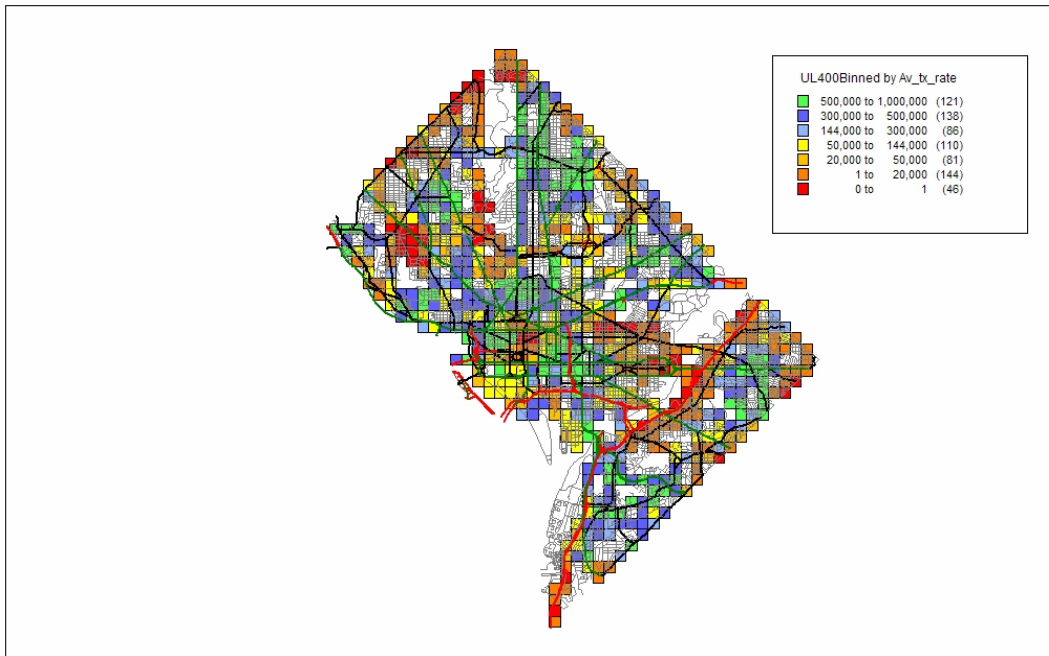 UL400Binned by Av_tx_rate
500,000 to 1,000,000 (121)
300,000 to 500,000 (138)
144,000 to 300,000 (86)
50,000 to 144,000 (110)
20,000 to 50,000 (81)
1 to 20,000 (144)
0 to 1 (46)